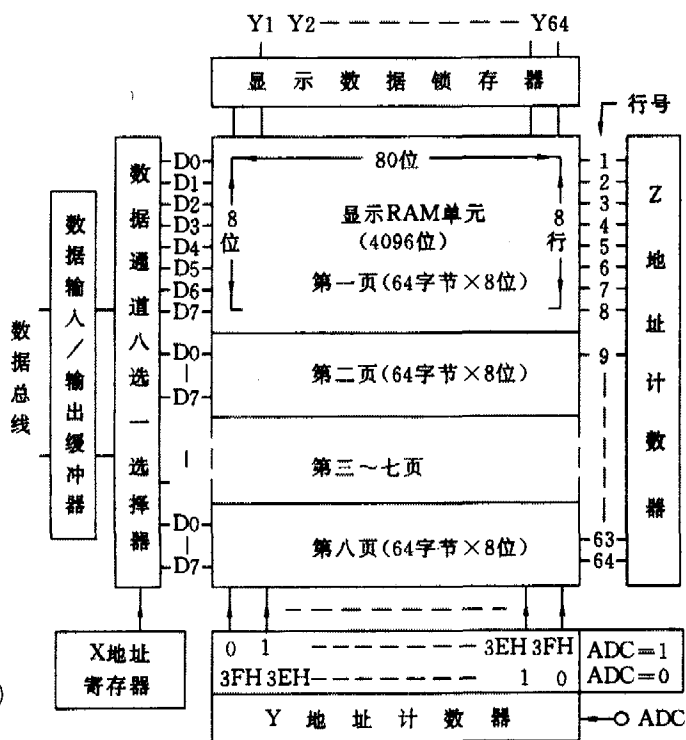 Y1 Y2 Y64
显示数据锁存器
行号
数据总线
数据输入/输出缓冲器
数据通道八选一选择器
D0
D1
D2
D3
D4
D5
D6
D7
D0
D7
D0
D7
80位
8位
8行
显示RAM单元
(4096位)
第一页(64字节×8位)
第二页(64字节×8位)
第三~七页
第八页(64字节×8位)
1
2
3
4
5
6
7
8
9
63
64
Z地址计数器
X地址
寄存器
0 1 3EH 3FH ADC=1
3FH 3EH 1 0 ADC=0
Y地址计数器
ADC